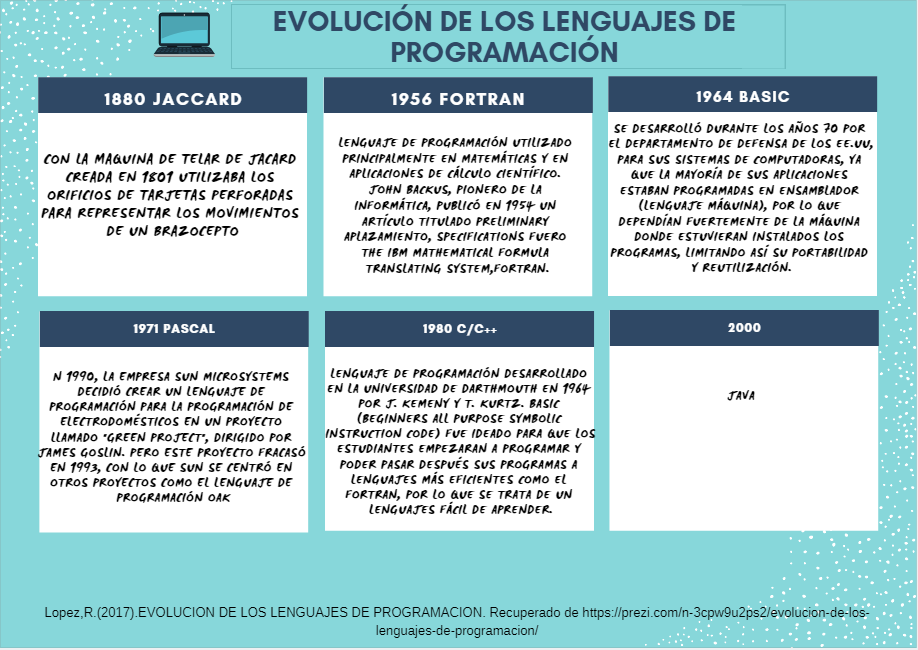 EVOLUCIÓN DE LOS LENGUAJES DE
PROGRAMACIÓN
1880 JACCARD
CON LA MAQUINA DE TELAR DE JACARD
CREADA EN 1801 UTILIZABA LOS
ORIFICIOS DE TARJETAS PERFORADAS
PARA REPRESENTAR LOS MOVIMIENTOS
DE UN BRAZOCEPTO
1956 FORTRAN
LENGUAJE DE PROGRAMACIÓN UTILIZADO
PRINCIPALMENTE EN MATEMÁTICAS Y EN
APLICACIONES DE CÁLCULO CIENTÍFICO.
JOHN BACKUS, PIONERO DE LA
INFORMÁTICA, PUBLICÓ EN 1954 UN
ARTÍCULO TITULADO PRELIMINARY
APLAZAMIENTO, SPECIFICATIONS FUERO
THE IBM MATHEMATICAL FORMULA
TRANSLATING SYSTEM,FORTRAN.
1964 BASIC
SE DESARROLLÓ DURANTE LOS AÑOS 70 POR
EL DEPARTAMENTO DE DEFENSA DE LOS EE.UU,
PARA SUS SISTEMAS DE COMPUTADORAS, YA
QUE LA MAYORÍA DE SUS APLICACIONES
ESTABAN PROGRAMADAS EN ENSAMBLADOR
(LENGUAJE MÁQUINA), POR LO QUE
DEPENDÍAN FUERTEMENTE DE LA MÁQUINA
DONDE ESTUVIERAN INSTALADOS LOS
PROGRAMAS, LIMITANDO ASÍ SU PORTABILIDAD
Y REUTILIZACIÓN.
1971 PASCAL
N 1990, LA EMPRESA SUN MICROSYSTEMS
DECIDIÓ CREAR UN LENGUAJE DE
PROGRAMACIÓN PARA LA PROGRAMACIÓN DE
ELECTRODOMÉSTICOS EN UN PROYECTO
LLAMADO "GREEN PROJECT", DIRIGIDO POR
JAMES GOSLIN. PERO ESTE PROYECTO FRACASÓ
EN 1993, CON LO QUE SUN SE CENTRÓ EN
OTROS PROYECTOS COMO EL LENGUAJE DE
PROGRAMACIÓN OAK
1980 C/C++
LENGUAJE DE PROGRAMACIÓN DESARROLLADO
EN LA UNIVERSIDAD DE DARTHMOUTH EN 1964
POR J. KEMENY Y T. KURTZ. BASIC
(BEGINNERS ALL PURPOSE SYMBOLIC
INSTRUCTION CODE) FUE IDEADO PARA QUE LOS
ESTUDIANTES EMPEZARAN A PROGRAMAR Y
PODER PASAR DESPUÉS SUS PROGRAMAS A
LENGUAJES MÁS EFICIENTES COMO EL
FORTRAN, POR LO QUE SE TRATA DE UN
LENGUAJES FÁCIL DE APRENDER.
2000
JAVA
Lopez,R.(2017).EVOLUCION DE LOS LENGUAJES DE PROGRAMACION. Recuperado de https://prezi.com/n-3cpw9u2ps2/evolucion-de-los-
lenguajes-de-programacion/